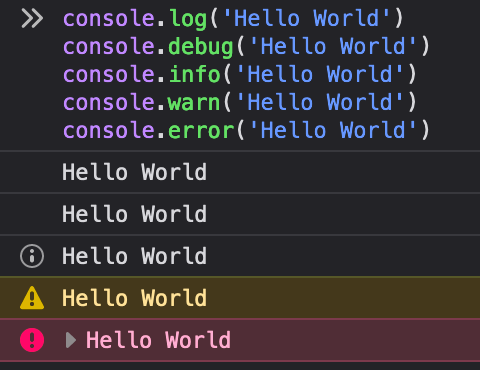 console.log('Hello World')
console.debug('Hello World')
console.info('Hello World')
console.warn('Hello World')
console.error('Hello World')
Hello World
Hello World
Hello World
Hello World
Hello World